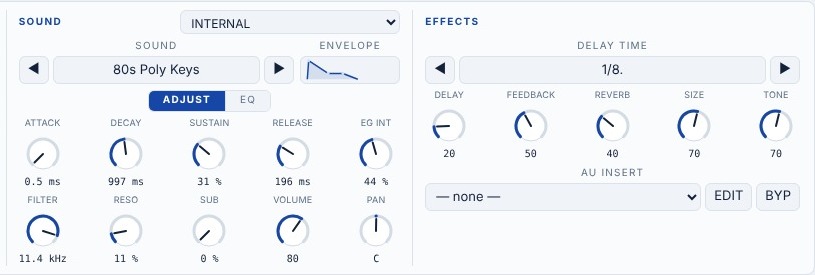 SOUND
INTERNAL
SOUND
ENVELOPE
80s Poly Keys
ADJUST
EQ
ATTACK
DECAY
SUSTAIN
RELEASE
EG INT
0.5 ms
997 ms
31 %
196 ms
44 %
FILTER
RESO
SUB
VOLUME
PAN
11.4 kHz
11 %
0 %
80
C
EFFECTS
DELAY TIME
1/8.
DELAY
FEEDBACK
REVERB
SIZE
TONE
20
50
40
70
70
AU INSERT
— none —
EDIT
BYP